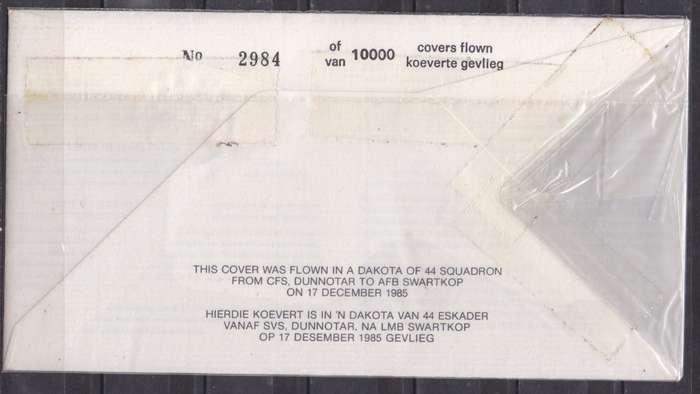 No 2984 of 10000 covers flown
van koeverte gevlieg
THIS COVER WAS FLOWN IN A DAKOTA OF 44 SQUADRON
FROM CFS, DUNNOTAR TO AFB SWARTKOP
ON 17 DECEMBER 1985
HIERDIE KOEVERT IS IN 'N DAKOTA VAN 44 ESKADER
VANAF SVS, DUNNOTAR, NA LMB SWARTKOP
OP 17 DESEMBER 1985 GEVLIEG